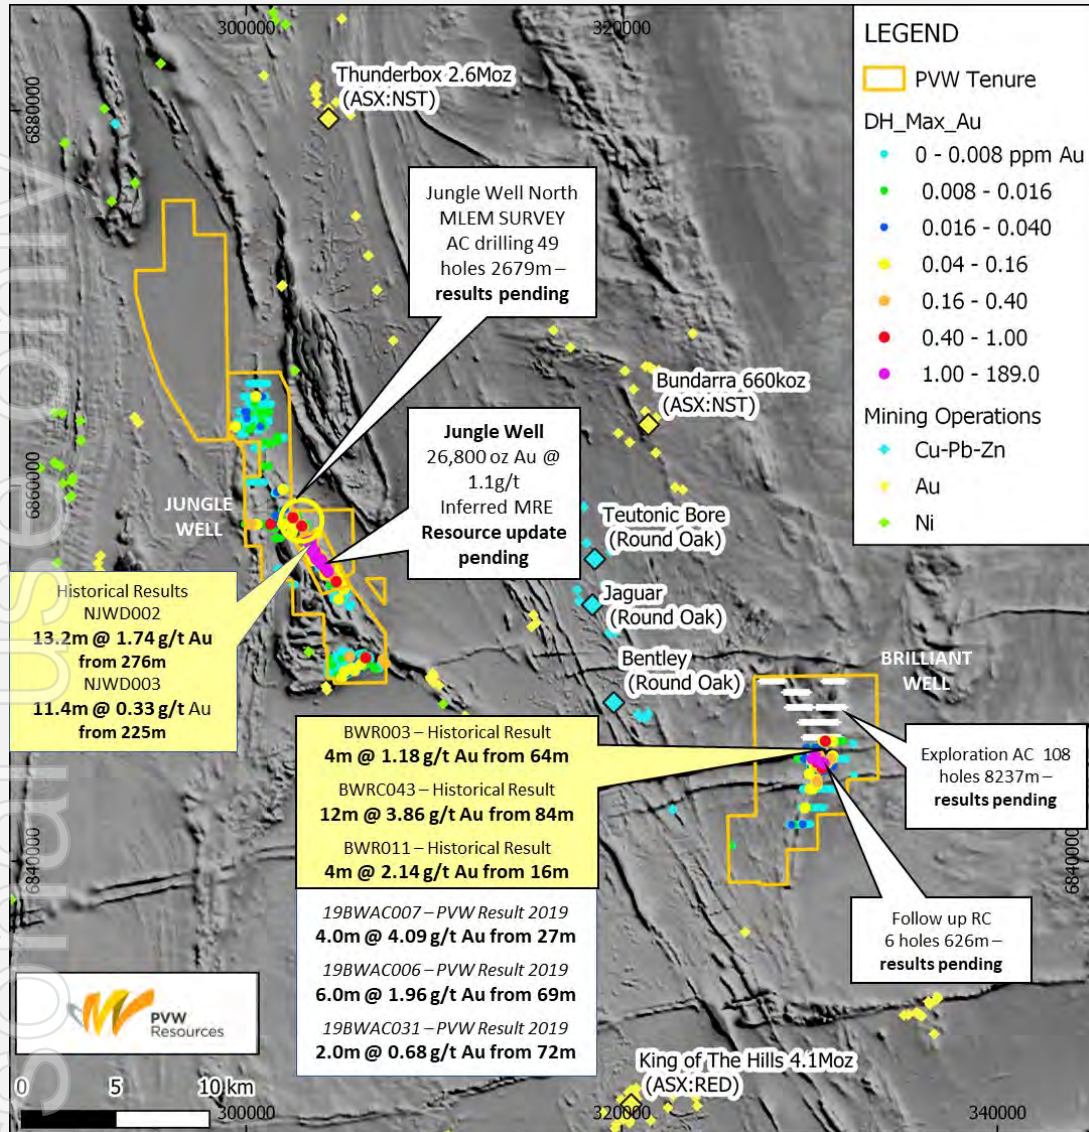 300000
320000
6880000
6860000
6840000
6840000
Thunderbox 2.6Moz
(ASX:NST)
LEGEND
PVW Tenure
DH_Max_Au
0 - 0.008 ppm Au
0.008 - 0.016
0.016 - 0.040
0.04 - 0.16
0.16 - 0.40
0.40 - 1.00
1.00 - 189.0
Mining Operations
Cu-Pb-Zn
Au
Ni
Jungle Well North
MLEM SURVEY
AC drilling 49
holes 2679m –
results pending
Bundarra 660koz
(ASX:NST)
Jungle Well
26,800 oz Au @
1.1g/t
Inferred MRE
Resource update
pending
JUNGLE
WELL
Teutonic Bore
(Round Oak)
Jaguar
(Round Oak)
Bentley
(Round Oak)
BRILLIANT
WELL
Historical Results
NJWD002
13.2m @ 1.74 g/t Au
from 276m
NJWD003
11.4m @ 0.33 g/t Au
from 225m
BWR003 – Historical Result
4m @ 1.18 g/t Au from 64m
BWRC043 – Historical Result
12m @ 3.86 g/t Au from 84m
BWR011 – Historical Result
4m @ 2.14 g/t Au from 16m
19BWAC007 – PVW Result 2019
4.0m @ 4.09 g/t Au from 27m
19BWAC006 – PVW Result 2019
6.0m @ 1.96 g/t Au from 69m
19BWAC031 – PVW Result 2019
2.0m @ 0.68 g/t Au from 72m
Exploration AC 108
holes 8237m –
results pending
Follow up RC
6 holes 626m –
results pending
PVW
Resources
King of The Hills 4.1Moz
(ASX:RED)
0 5 10 km
300000
320000
340000